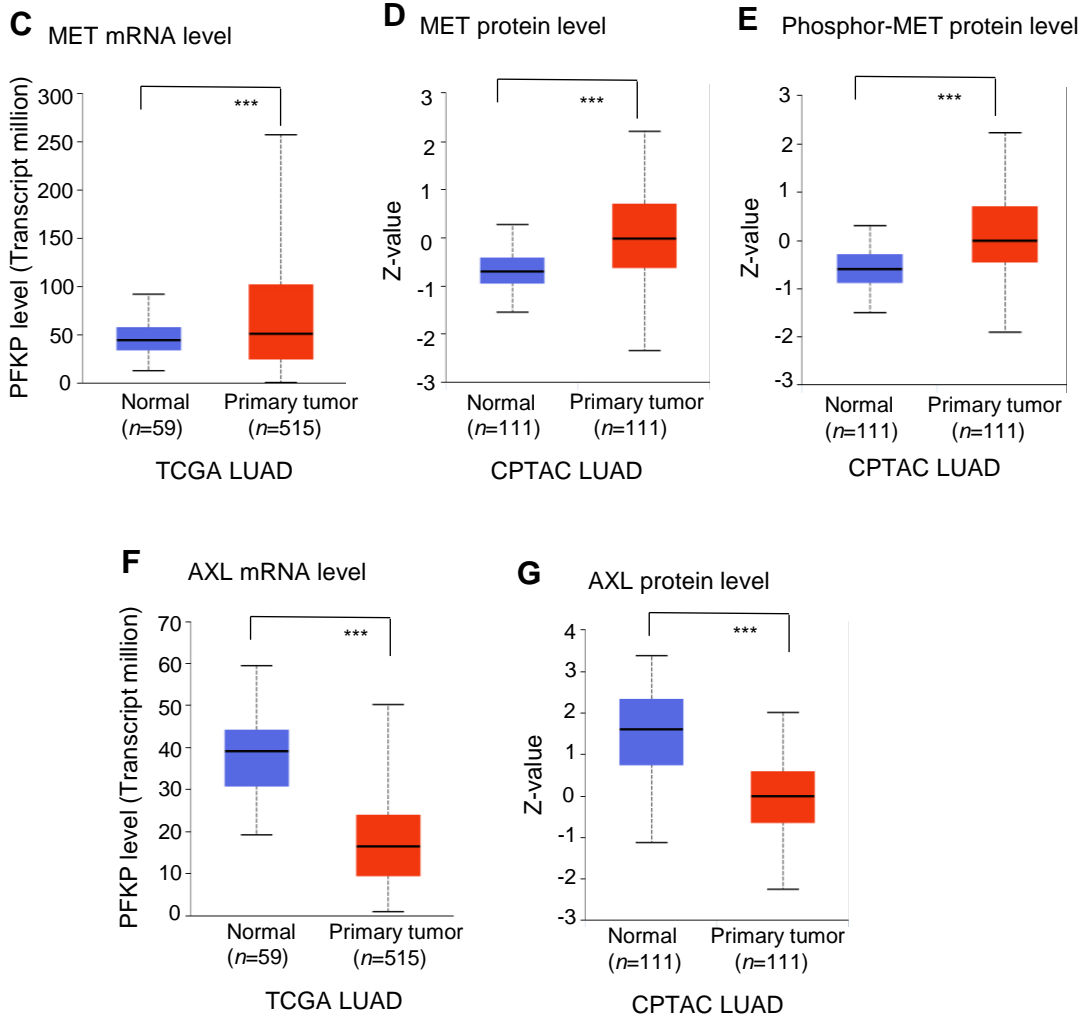 C MET mRNA level
PFKP level (Transcript million)
300
250
200
150
100
50
0
***
Normal
(n=59)
Primary tumor
(n=515)
TCGA LUAD
D MET protein level
Z-value
3
2
1
0
-1
-2
-3
***
Normal
(n=111)
Primary tumor
(n=111)
CPTAC LUAD
E Phosphor-MET protein level
Z-value
3
2
1
0
-1
-2
-3
***
Normal
(n=111)
Primary tumor
(n=111)
CPTAC LUAD
F AXL mRNA level
PFKP level (Transcript million)
70
60
50
40
30
20
10
0
***
Normal
(n=59)
Primary tumor
(n=515)
TCGA LUAD
G AXL protein level
Z-value
4
3
2
1
0
-1
-2
-3
***
Normal
(n=111)
Primary tumor
(n=111)
CPTAC LUAD